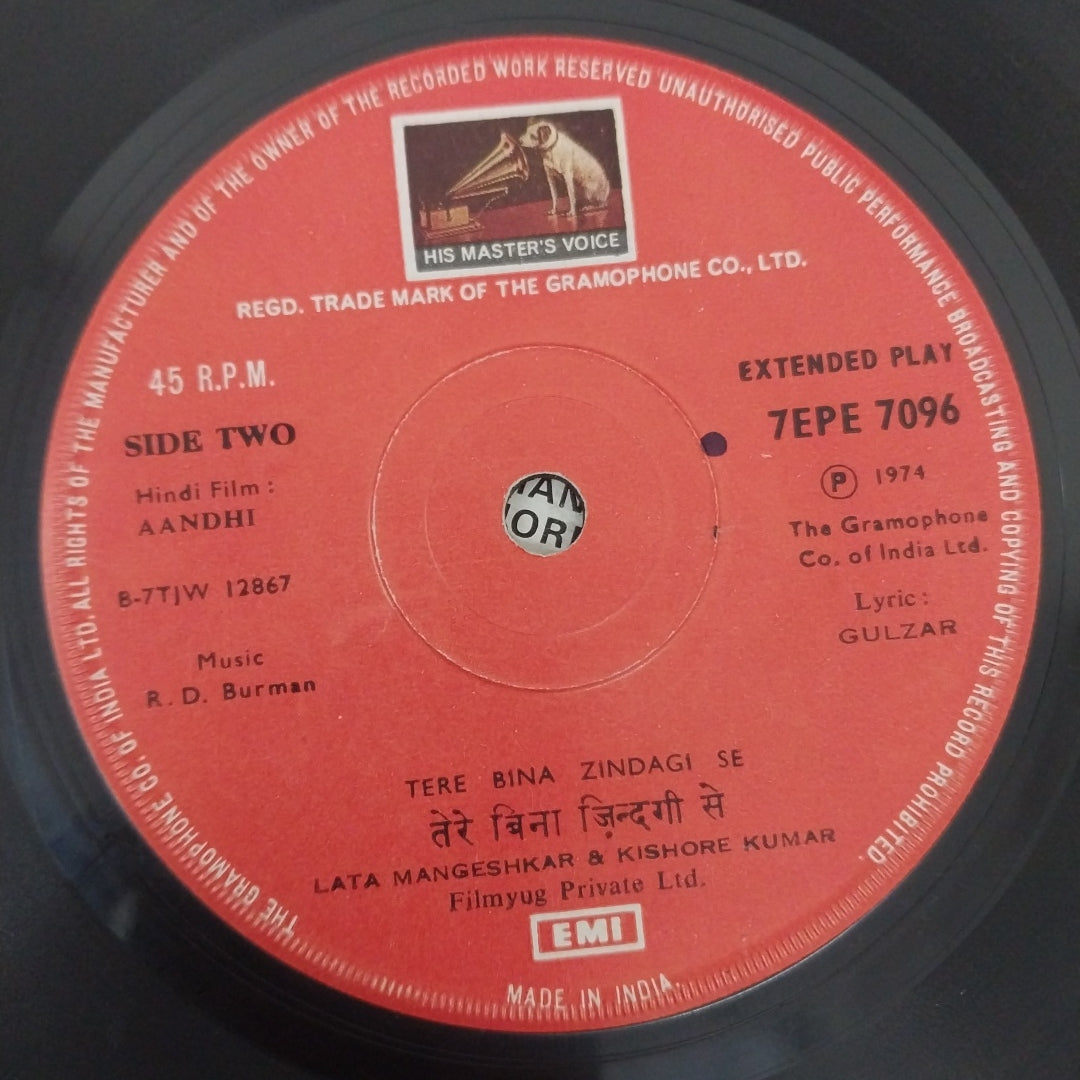 THE GRAMOPHONE CO. OF INDIA LTD. ALL RIGHTS OF THE MANUFACTURER AND OF THE OWNER OF THE RECORDED WORK RESERVED UNAUTHORISED PUBLIC PERFORMANCE BROADCASTING AND COPYING OF THIS RECORD PROHIBITED.
HIS MASTER'S VOICE
REGD. TRADE MARK OF THE GRAMOPHONE CO., LTD.
45 R.P.M.
SIDE TWO
Hindi Film :
AANDHI
B-7TJW 12867
Music
R. D. Burman
EXTENDED PLAY
7EPE 7096
Ⓟ 1974
The Gramophone
Co. of India Ltd.
Lyric :
GULZAR
TERE BINA ZINDAGI SE
तेरे बिना ज़िन्दगी से
LATA MANGESHKAR & KISHORE KUMAR
Filmyug Private Ltd.
EMI
MADE IN INDIA